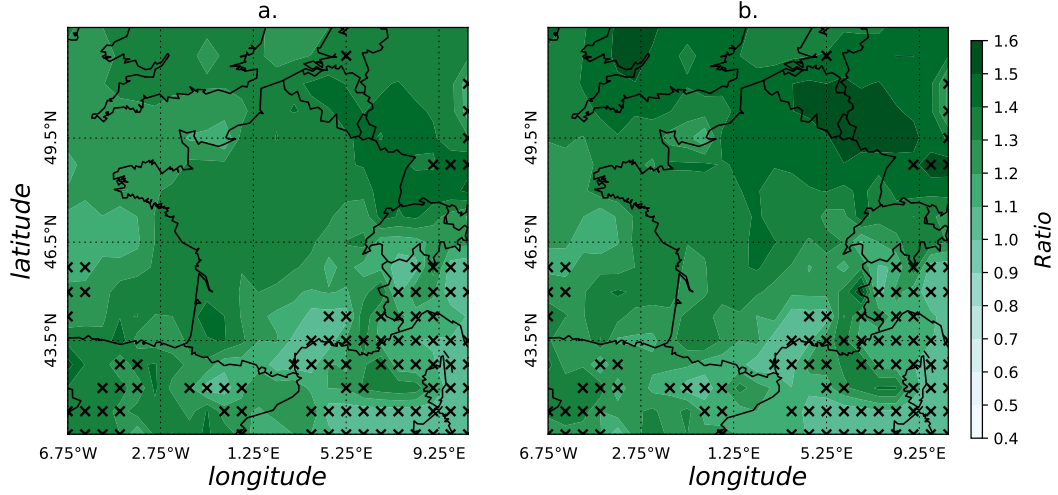 a.
b.
latitude
49.5°N
46.5°N
43.5°N
6.75°W
2.75°W
1.25°E
5.25°E
9.25°E
longitude
6.75°W
2.75°W
1.25°E
5.25°E
9.25°E
longitude
49.5°N
46.5°N
43.5°N
1.6
1.5
1.4
1.3
1.2
1.1
1.0
0.9
0.8
0.7
0.6
0.5
0.4
Ratio